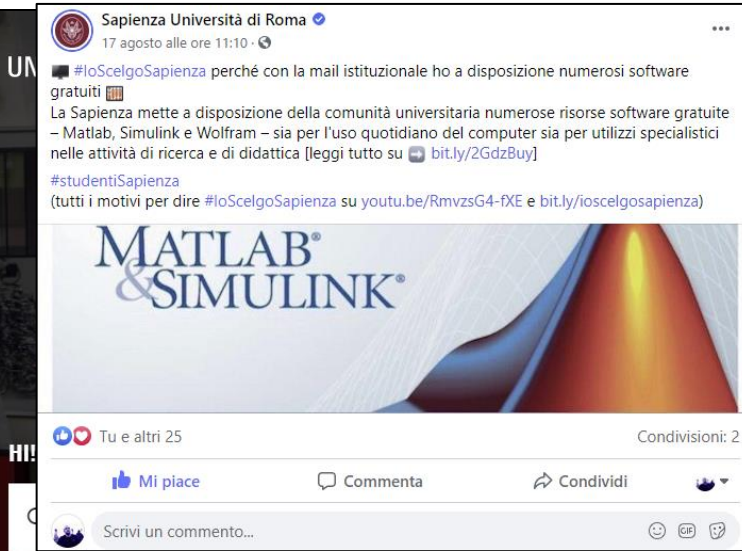 Sapienza Università di Roma
17 agosto alle ore 11:10 ·
#IoScelgoSapienza perché con la mail istituzionale ho a disposizione numerosi software
gratuiti
La Sapienza mette a disposizione della comunità universitaria numerose risorse software gratuite
– Matlab, Simulink e Wolfram – sia per l'uso quotidiano del computer sia per utilizzi specialistici
nelle attività di ricerca e di didattica [leggi tutto su bit.ly/2GdzBuy]
#studentiSapienza
(tutti i motivi per dire #IoScelgoSapienza su youtu.be/RmvzsG4-fXE e bit.ly/ioscelgosapienza)
MATLAB®
&SIMULINK®
Tu e altri 25
Condivisioni: 2
HI!
Mi piace
Commenta
Condividi
Scrivi un commento...
GIF